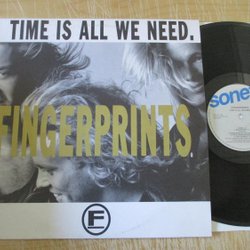 TIME IS ALL WE NEED.
FINGERPRINTS.
F
sonet